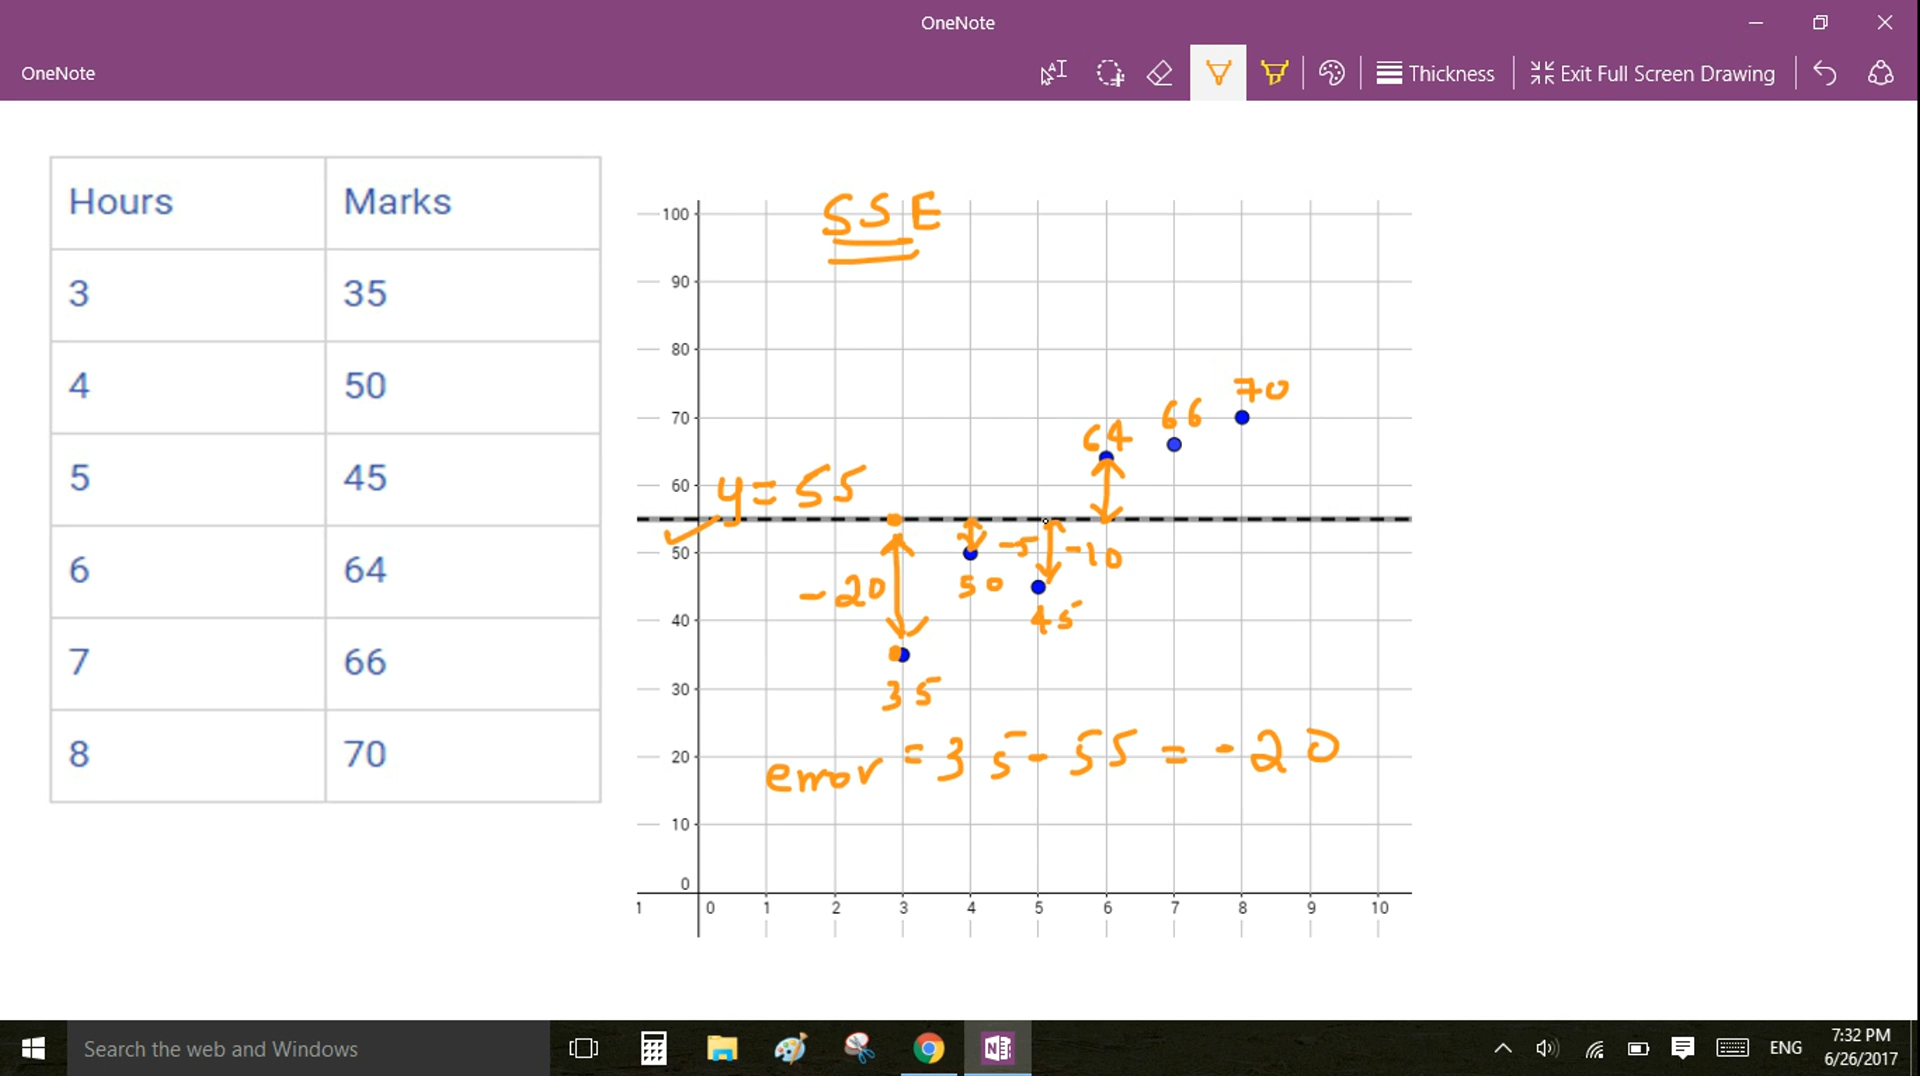 OneNote
OneNote
Thickness
Exit Full Screen Drawing
Hours Marks
3 35
4 50
5 45
6 64
7 66
8 70
SSE
100
90
80
70
60
50
40
30
20
10
0
1 0 1 2 3 4 5 6 7 8 9 10
70
66
64
y = 55
-5
-10
-20
50
45
35
error = 35 - 55 = -20
Search the web and Windows
ENG
7:32 PM
6/26/2017